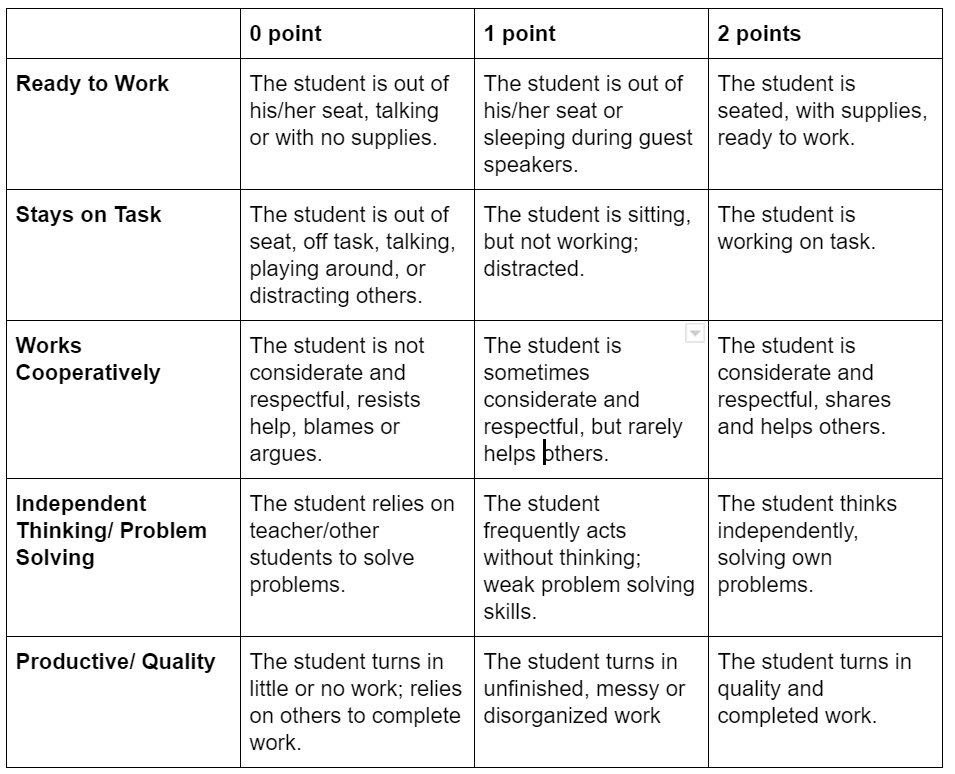 0 point
1 point
2 points
Ready to Work
The student is out of
his/her seat, talking
or with no supplies.
The student is out of
his/her seat or
sleeping during guest
speakers.
The student is
seated, with supplies,
ready to work.
Stays on Task
The student is out of
seat, off task, talking,
playing around, or
distracting others.
The student is sitting,
but not working;
distracted.
The student is
working on task.
Works
Cooperatively
The student is not
considerate and
respectful, resists
help, blames or
argues.
The student is
sometimes
considerate and
respectful, but rarely
helps others.
The student is
considerate and
respectful, shares
and helps others.
Independent
Thinking/ Problem
Solving
The student relies on
teacher/other
students to solve
problems.
The student
frequently acts
without thinking;
weak problem solving
skills.
The student thinks
independently,
solving own
problems.
Productive/ Quality
The student turns in
little or no work; relies
on others to complete
work.
The student turns in
unfinished, messy or
disorganized work
The student turns in
quality and
completed work.